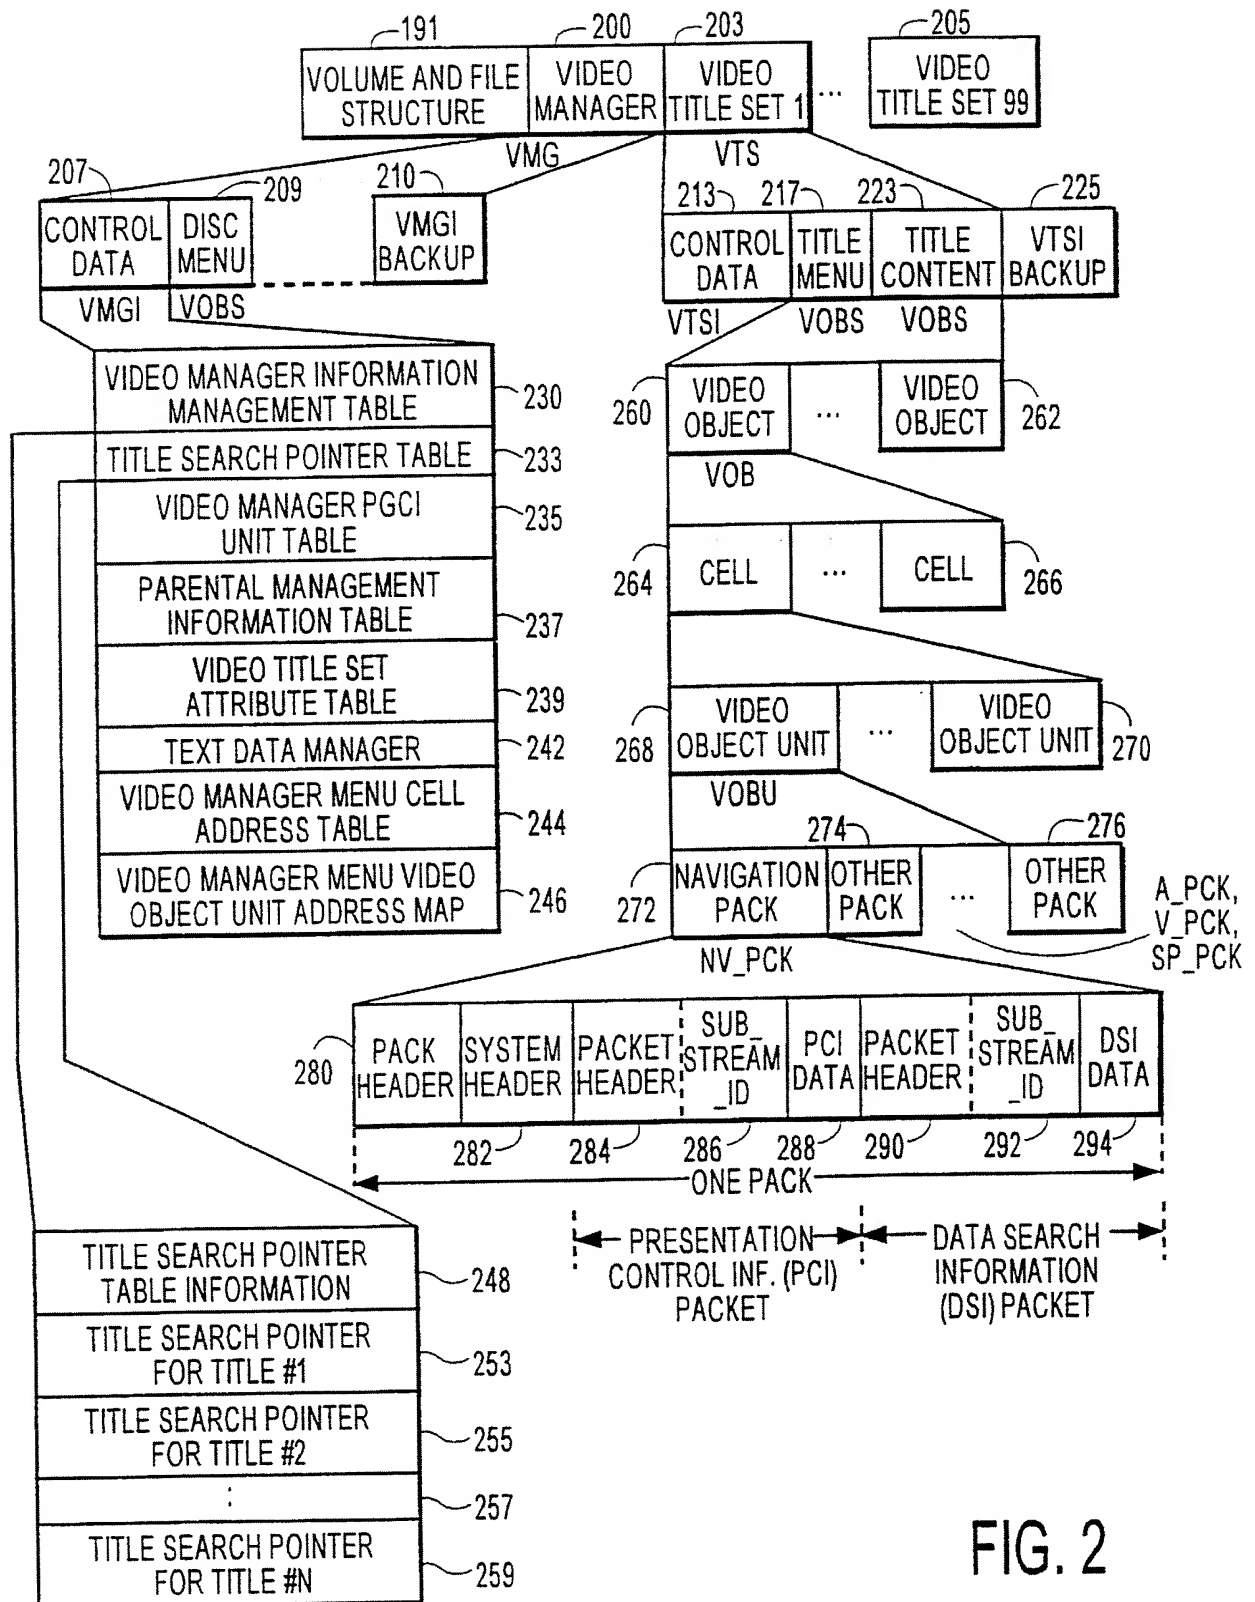 191
200
203
205
VOLUME AND FILE
STRUCTURE
VIDEO
MANAGER
VIDEO
TITLE SET 1
...
VIDEO
TITLE SET 99
VMG
VTS
207
209
210
213
217
223
225
CONTROL
DATA
DISC
MENU
VMGI
BACKUP
CONTROL
DATA
TITLE
MENU
TITLE
CONTENT
VTSI
BACKUP
VMGI
VOBS
VTSI
VOBS
VOBS
VIDEO MANAGER INFORMATION
MANAGEMENT TABLE
230
TITLE SEARCH POINTER TABLE
233
VIDEO MANAGER PGCI
UNIT TABLE
235
PARENTAL MANAGEMENT
INFORMATION TABLE
237
VIDEO TITLE SET
ATTRIBUTE TABLE
239
TEXT DATA MANAGER
242
VIDEO MANAGER MENU CELL
ADDRESS TABLE
244
VIDEO MANAGER MENU VIDEO
OBJECT UNIT ADDRESS MAP
246
260
VIDEO
OBJECT
...
VIDEO
OBJECT
262
VOB
264
CELL
...
CELL
266
268
VIDEO
OBJECT UNIT
...
VIDEO
OBJECT UNIT
270
VOBU
274
276
272
NAVIGATION
PACK
OTHER
PACK
...
OTHER
PACK
A_PCK,
V_PCK,
SP_PCK
NV_PCK
280
PACK
HEADER
SYSTEM
HEADER
PACKET
HEADER
SUB_
STREAM
_ID
PCI
DATA
PACKET
HEADER
SUB_
STREAM
_ID
DSI
DATA
282
284
286
288
290
292
294
ONE PACK
PRESENTATION
CONTROL INF. (PCI)
PACKET
DATA SEARCH
INFORMATION
(DSI) PACKET
TITLE SEARCH POINTER
TABLE INFORMATION
248
TITLE SEARCH POINTER
FOR TITLE #1
253
TITLE SEARCH POINTER
FOR TITLE #2
255
:
257
TITLE SEARCH POINTER
FOR TITLE #N
259
FIG. 2